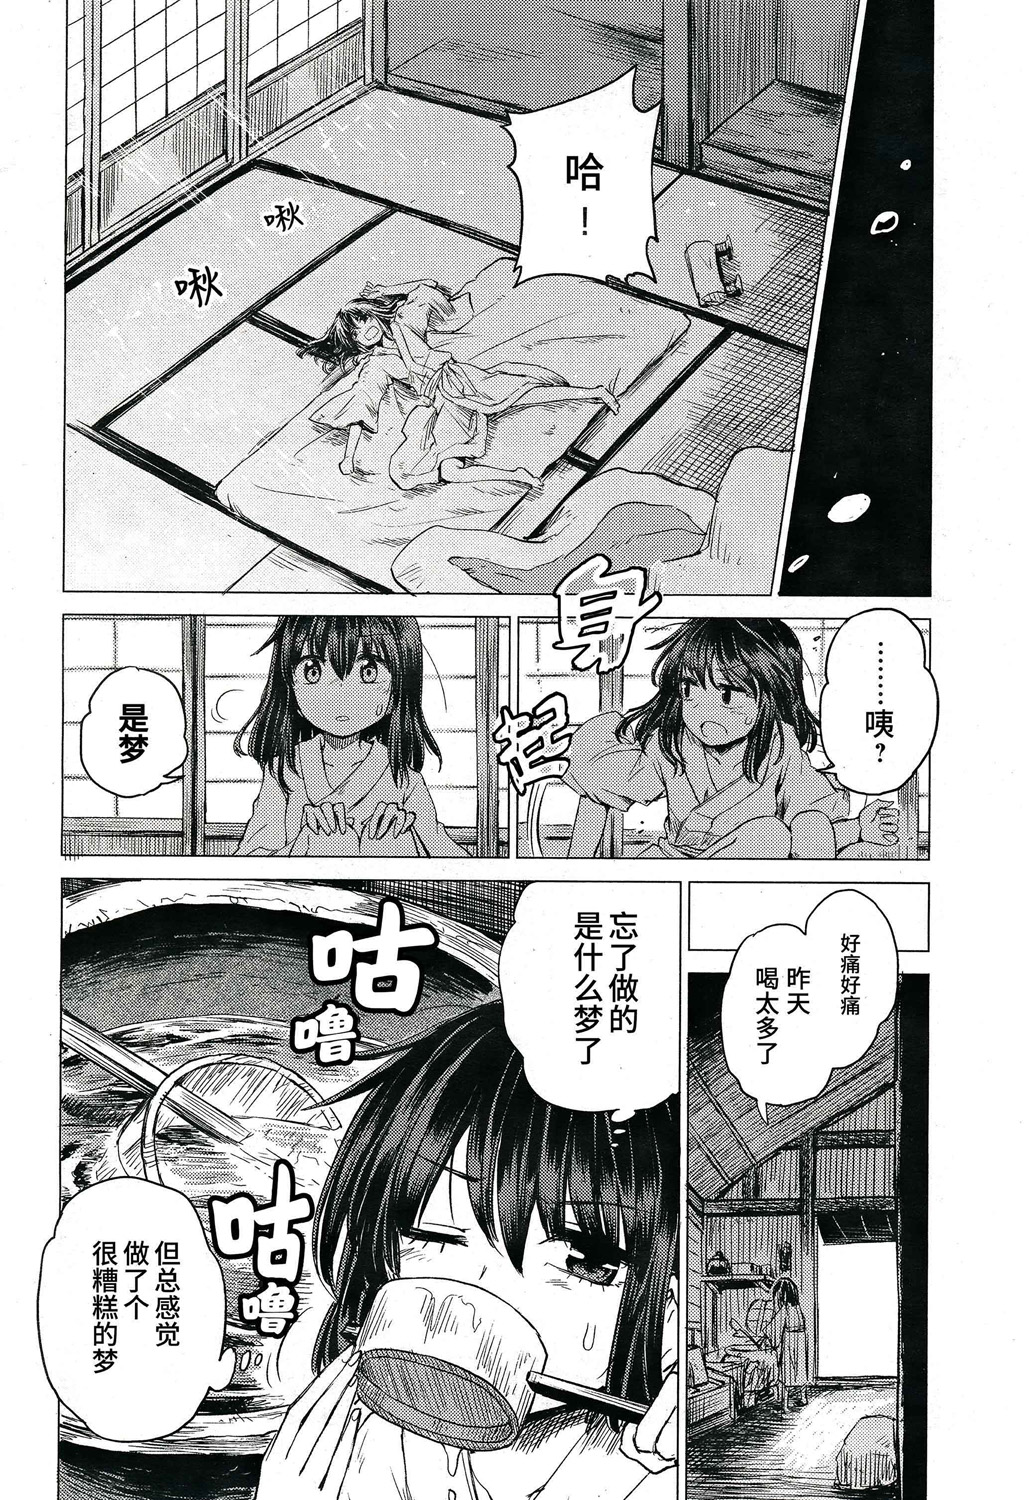 哈！
啾
啾
………咦？
起身
是梦
好痛好痛
昨天
喝太多了
忘了做的
是什么梦了
咕噜
咕噜
但总感觉
做了个
很糟糕的梦